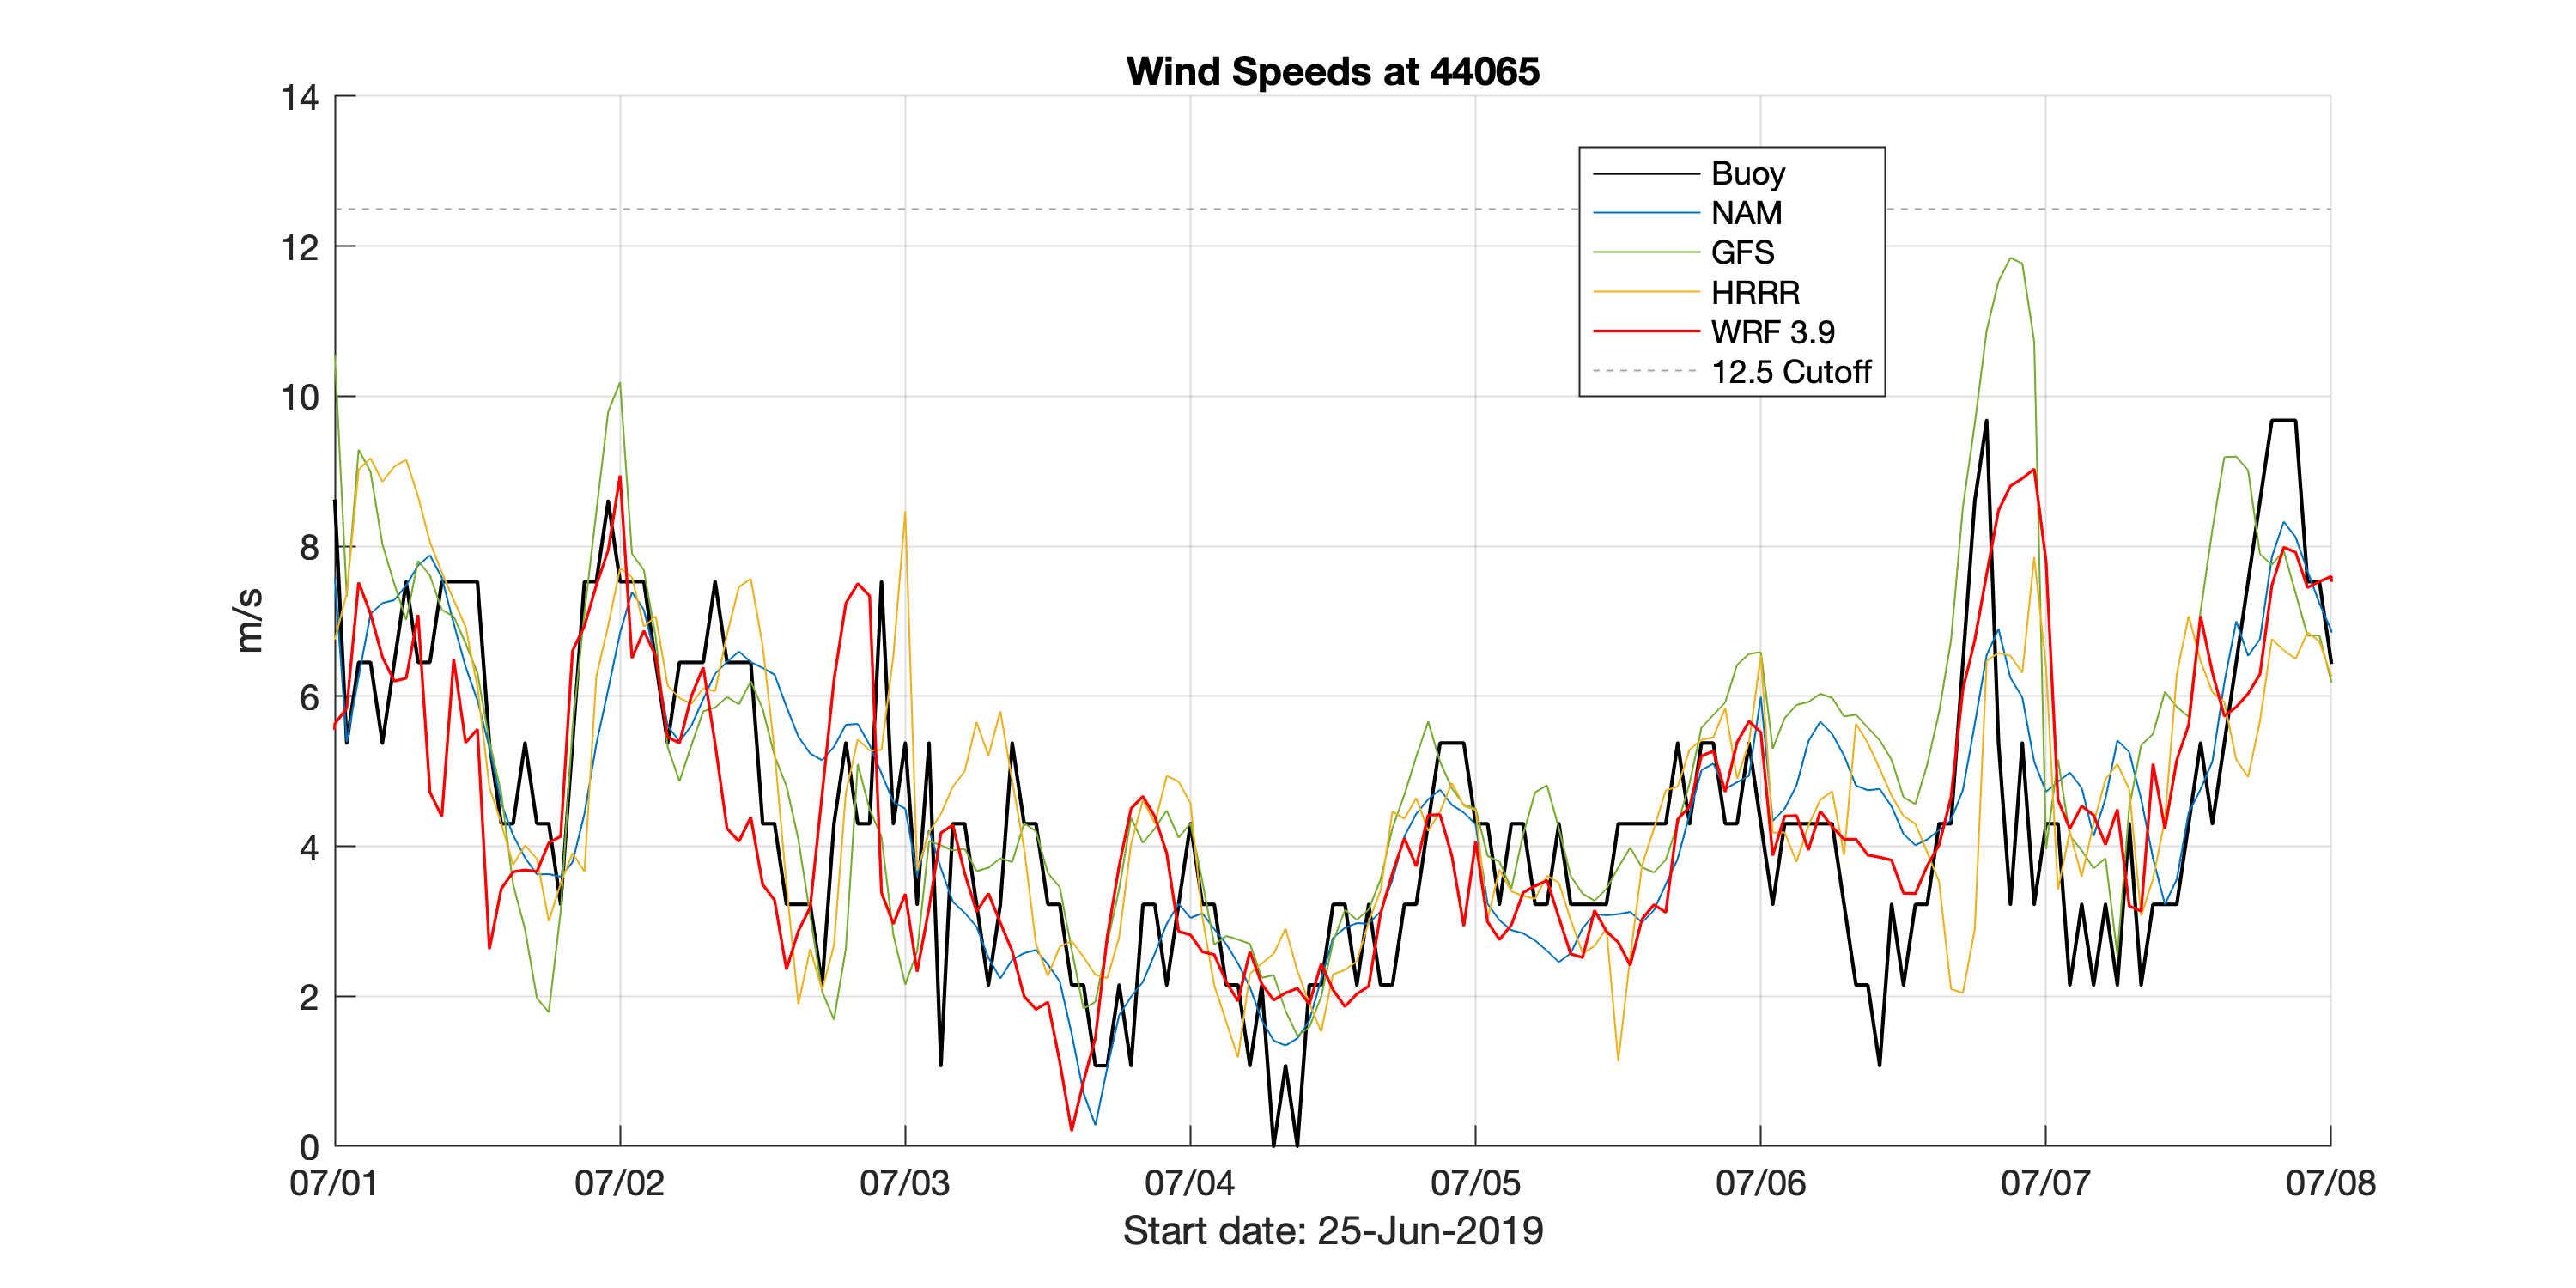 Wind Speeds at 44065
14
12
10
8
6
4
2
0
m/s
Buoy
NAM
GFS
HRRR
WRF 3.9
12.5 Cutoff
07/01 07/02 07/03 07/04 07/05 07/06 07/07 07/08
Start date: 25-Jun-2019